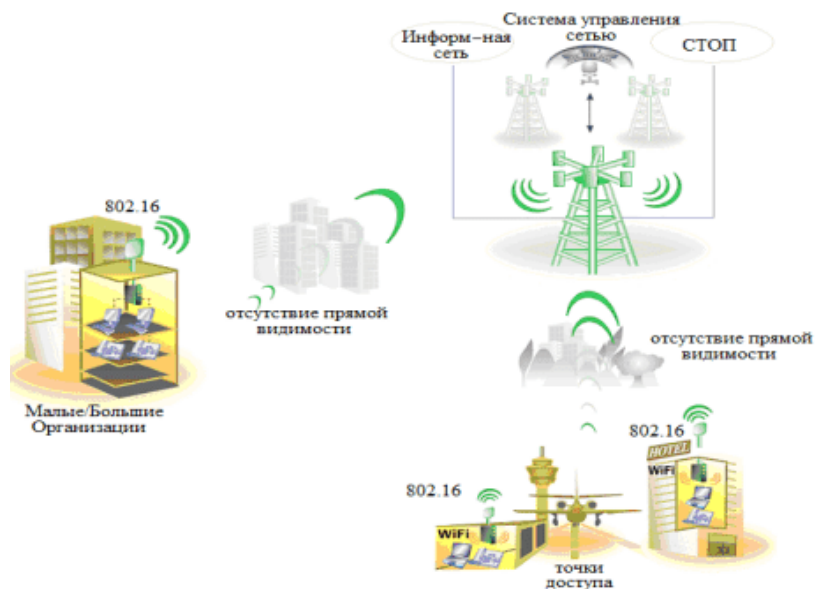 Система управления
сетью
Информ-ная
сеть
СТОП
802.16
отсутствие прямой
видимости
отсутствие прямой
видимости
Малые/Большие
Организации
802.16
HOTEL
WiFi
802.16
WiFi
точки
доступа